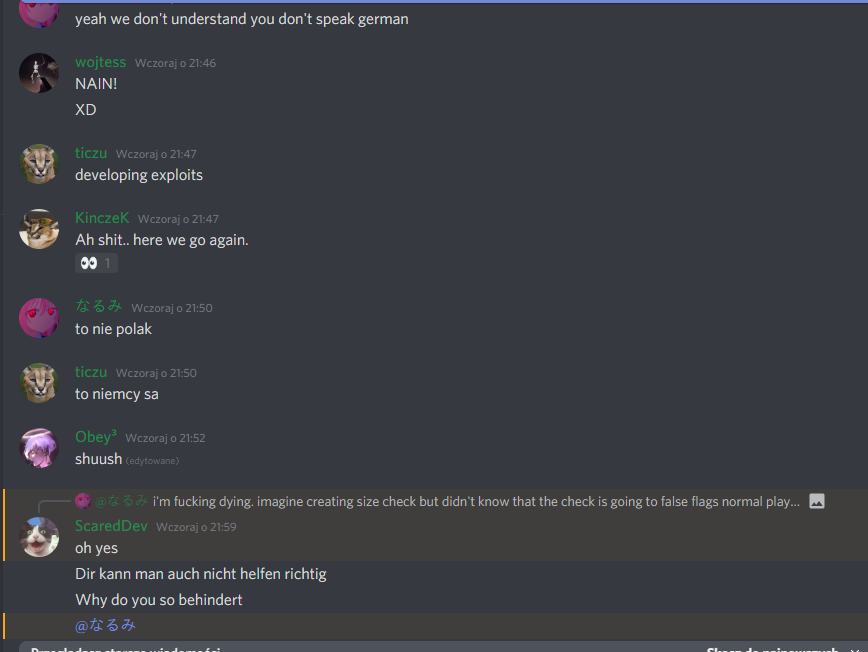 yeah we don't understand you don't speak german
wojtess Wczoraj o 21:46
NAIN!
XD
ticzu Wczoraj o 21:47
developing exploits
KinczeK Wczoraj o 21:47
Ah shit.. here we go again.
👀 1
なるみ Wczoraj o 21:50
to nie polak
ticzu Wczoraj o 21:50
to niemcy sa
Obey³ Wczoraj o 21:52
shuush (edytowane)
@なるみ i'm fucking dying. imagine creating size check but didn't know that the check is going to false flags normal play...
ScaredDev Wczoraj o 21:59
oh yes
Dir kann man auch nicht helfen richtig
Why do you so behindert
@なるみ